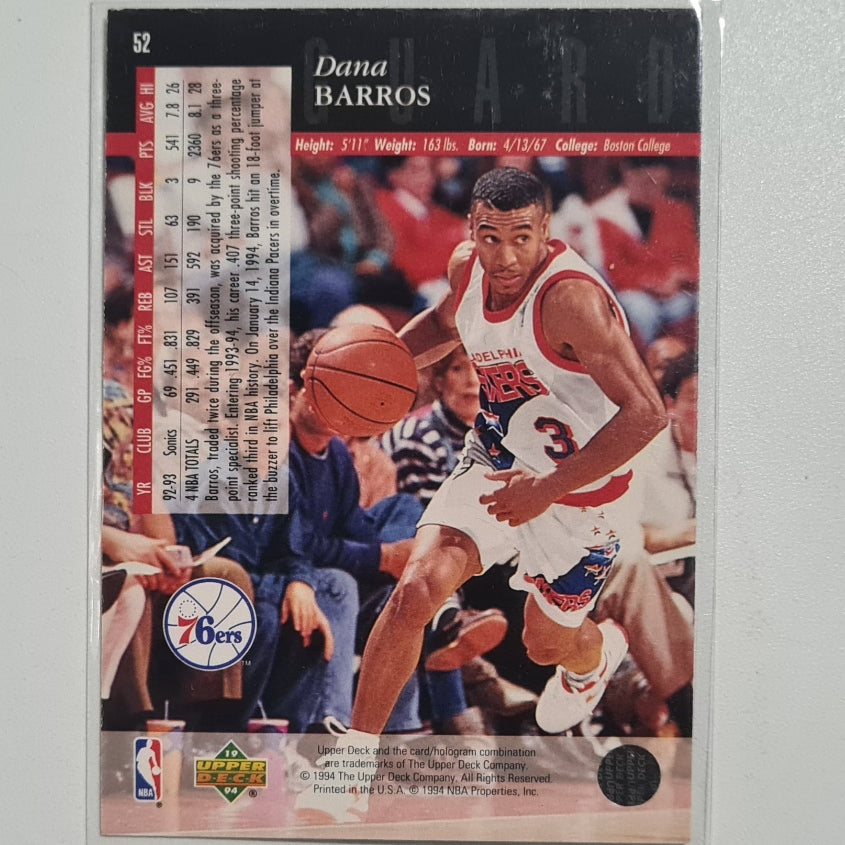 52
GUARD
Dana
BARROS
Height: 5'11" Weight: 163 lbs. Born: 4/13/67 College: Boston College
YR CLUB GP FG% FT% REB AST STL BLK PTS AVG HI
92-93 Sonics 69 .451 .831 107 151 63 3 541 7.8 26
4 NBA TOTALS 291 .449 .829 391 592 190 9 2360 8.1 28
Barros, traded twice during the offseason, was acquired by the 76ers as a three-
point specialist. Entering 1993-94, his career .407 three-point shooting percentage
ranked third in NBA history. On January 14, 1994, Barros hit an 18-foot jumper at
the buzzer to lift Philadelphia over the Indiana Pacers in overtime.
ADELPHI
SIXERS
3
SIXERS
76ers
TM
NBA
®
19
UPPER
DECK
94
®
Upper Deck and the card/hologram combination
are trademarks of The Upper Deck Company.
© 1994 The Upper Deck Company. All Rights Reserved.
Printed in the U.S.A. © 1994 NBA Properties, Inc.
UPPER
DECK